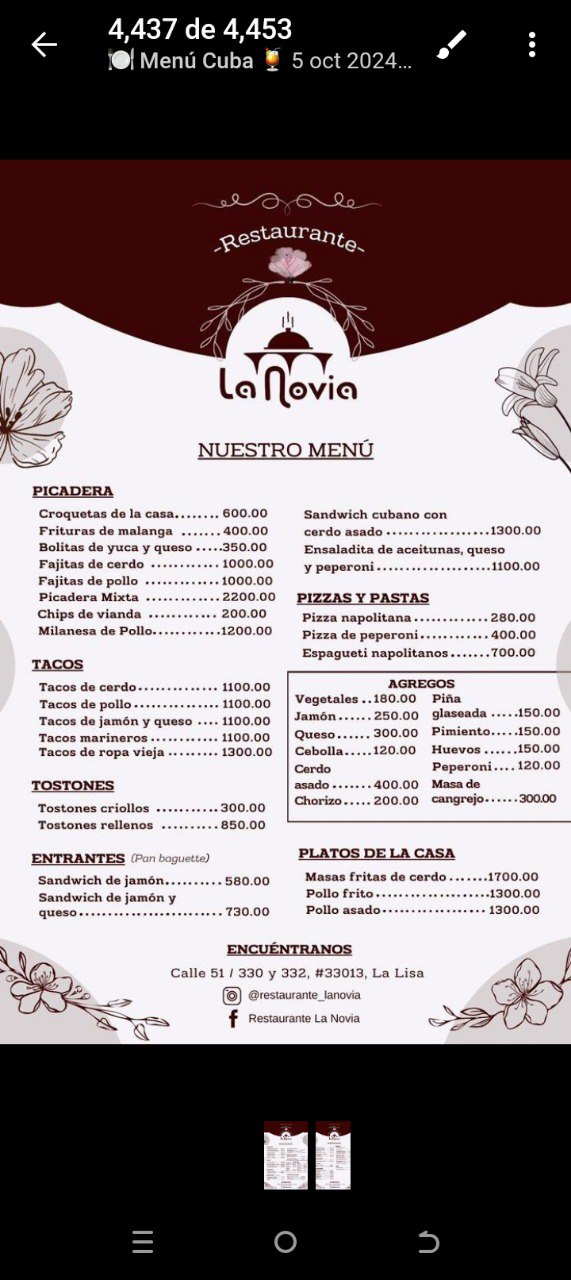 4,437 de 4,453
🍽️ Menú Cuba 🍹 5 oct 2024...
-Restaurante-
La Novia
NUESTRO MENÚ
PICADERA
Croquetas de la casa........ 600.00
Frituras de malanga ....... 400.00
Bolitas de yuca y queso .....350.00
Fajitas de cerdo ............ 1000.00
Fajitas de pollo ............. 1000.00
Picadera Mixta ............. 2200.00
Chips de vianda ............ 200.00
Milanesa de Pollo............1200.00
TACOS
Tacos de cerdo.............. 1100.00
Tacos de pollo............... 1100.00
Tacos de jamón y queso .... 1100.00
Tacos marineros ............ 1100.00
Tacos de ropa vieja ......... 1300.00
TOSTONES
Tostones criollos ........... 300.00
Tostones rellenos .......... 850.00
ENTRANTES (Pan baguette)
Sandwich de jamón.......... 580.00
Sandwich de jamón y
queso......................... 730.00
Sandwich cubano con
cerdo asado ...................1300.00
Ensaladita de aceitunas, queso
y peperoni.....................1100.00
PIZZAS Y PASTAS
Pizza napolitana ............. 280.00
Pizza de peperoni............ 400.00
Espagueti napolitanos.......700.00
AGREGOS
Vegetales ..180.00
Jamón...... 250.00
Queso...... 300.00
Cebolla.....120.00
Cerdo
asado ....... 400.00
Chorizo..... 200.00
Piña
glaseada .....150.00
Pimiento.....150.00
Huevos ......150.00
Peperoni.... 120.00
Masa de
cangrejo...... 300.00
PLATOS DE LA CASA
Masas fritas de cerdo .......1700.00
Pollo frito.....................1300.00
Pollo asado................... 1300.00
ENCUÉNTRANOS
Calle 51 / 330 y 332, #33013, La Lisa
@restaurante_lanovia
Restaurante La Novia